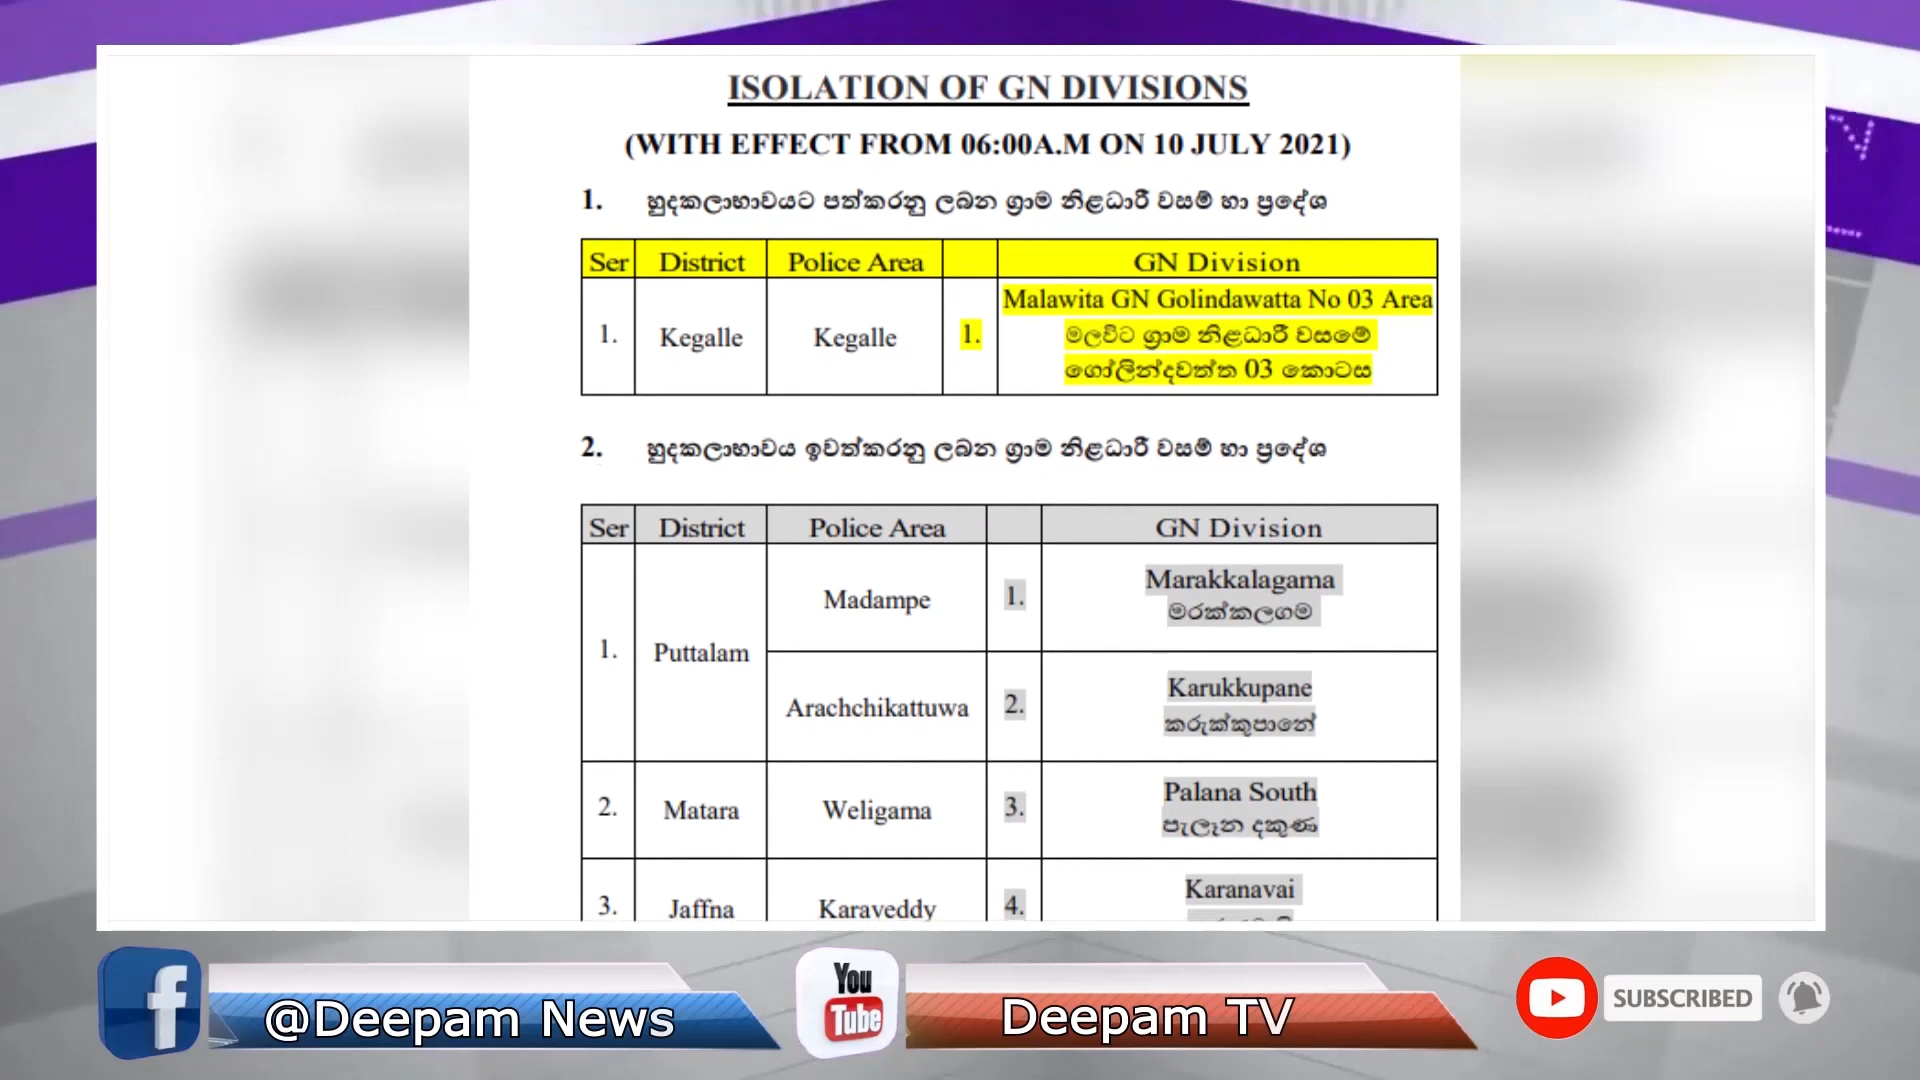 ISOLATION OF GN DIVISIONS
(WITH EFFECT FROM 06:00A.M ON 10 JULY 2021)
1. හුදකලාභාවයට පත්කරනු ලබන ග්‍රාම නිළධාරී වසම් හා ප්‍රදේශ
Ser District Police Area GN Division
1. Kegalle Kegalle 1. Malawita GN Golindawatta No 03 Area
මලවිට ග්‍රාම නිළධාරී වසමේ
ගෝලින්දවත්ත 03 කොටස
2. හුදකලාභාවය ඉවත්කරනු ලබන ග්‍රාම නිළධාරී වසම් හා ප්‍රදේශ
Ser District Police Area GN Division
1. Puttalam Madampe 1. Marakkalagama
මරක්කලගම
Arachchikattuwa 2. Karukkupane
කරුක්කුපානේ
2. Matara Weligama 3. Palana South
පැලෑන දකුණ
3. Jaffna Karaveddy 4. Karanavai
@Deepam News
You
Tube
Deepam TV
SUBSCRIBED